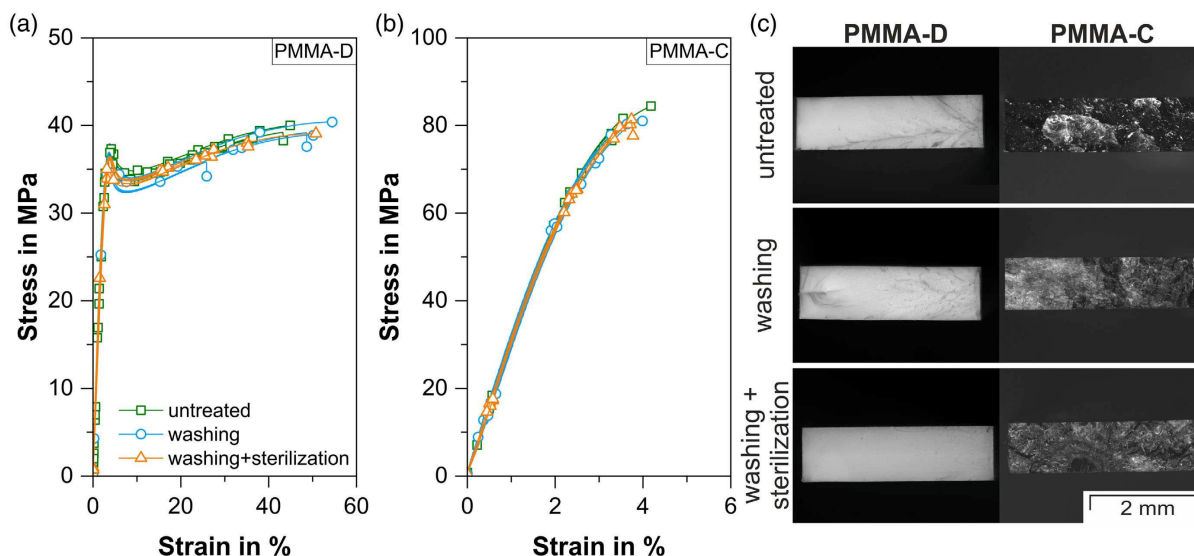 (a)
PMMA-D
Stress in MPa
50
40
30
20
10
0
untreated
washing
washing+sterilization
0
20
40
60
Strain in %
(b)
PMMA-C
Stress in MPa
100
80
60
40
20
0
0
2
4
6
8
Strain in %
(c)
PMMA-D
PMMA-C
untreated
washing
washing +
sterilization
2 mm